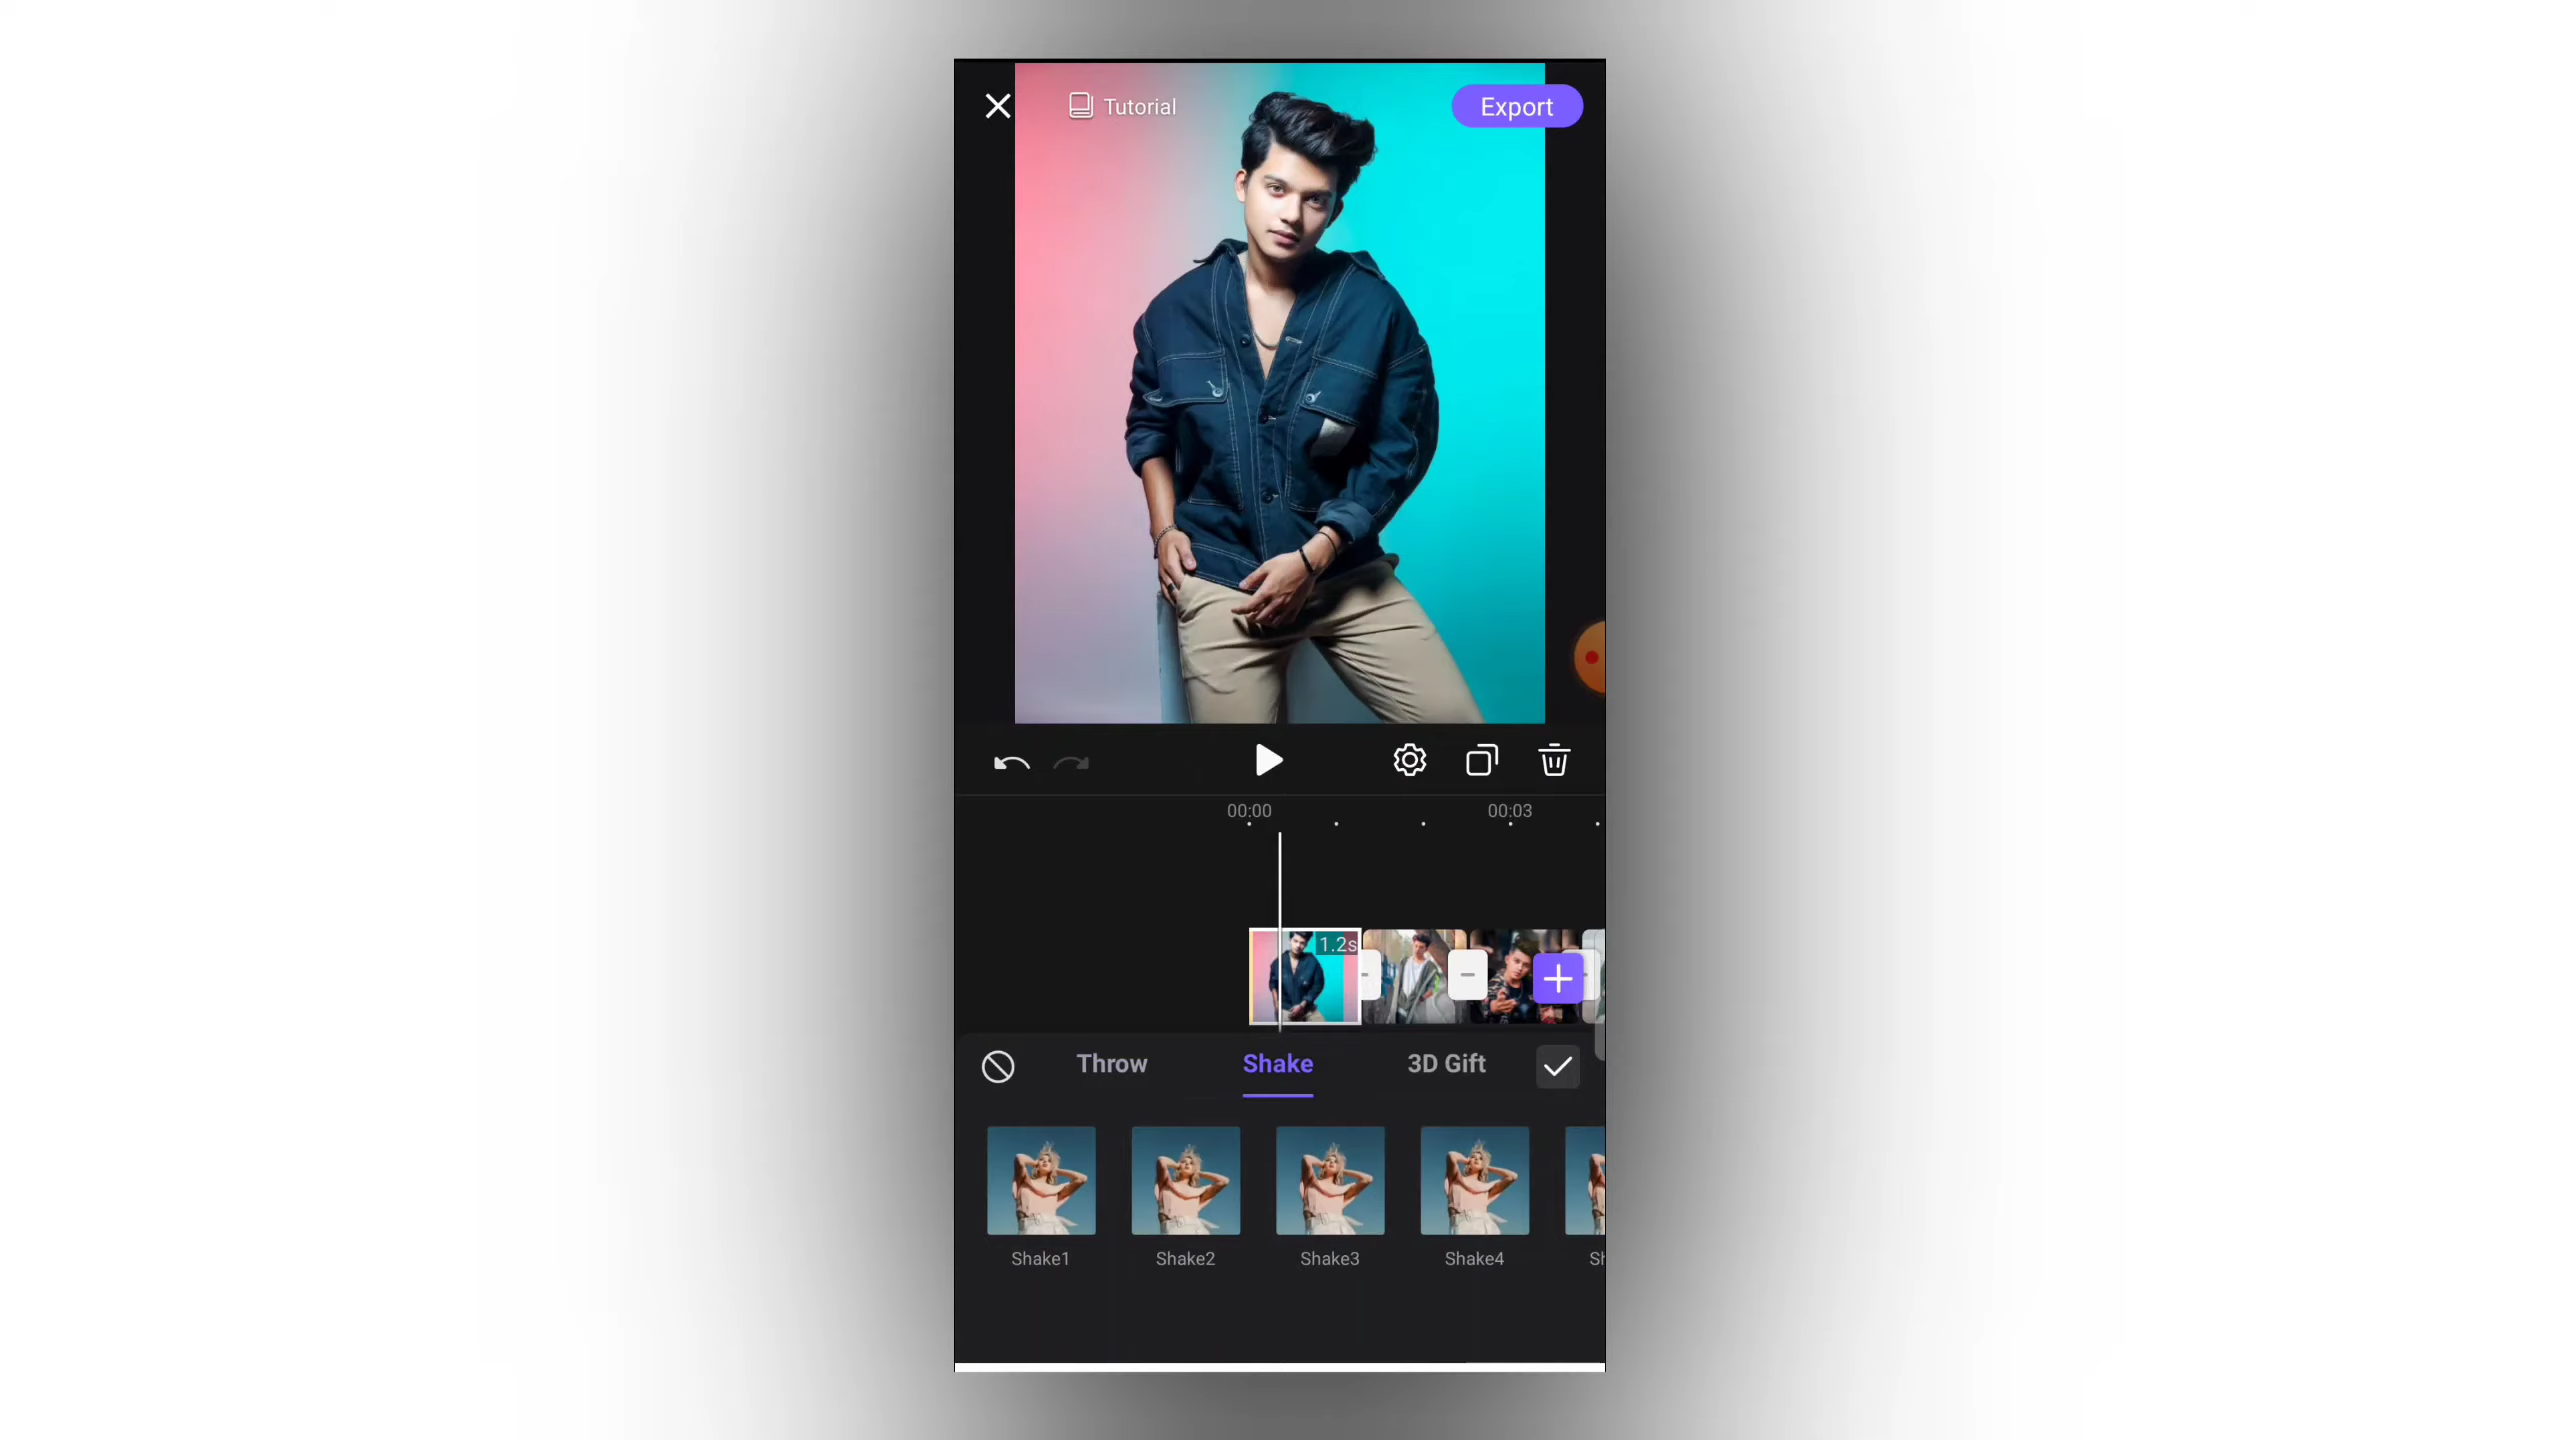 Tutorial
Export
00:00
00:03
1.2s
Throw
Shake
3D Gift
Shake1
Shake2
Shake3
Shake4